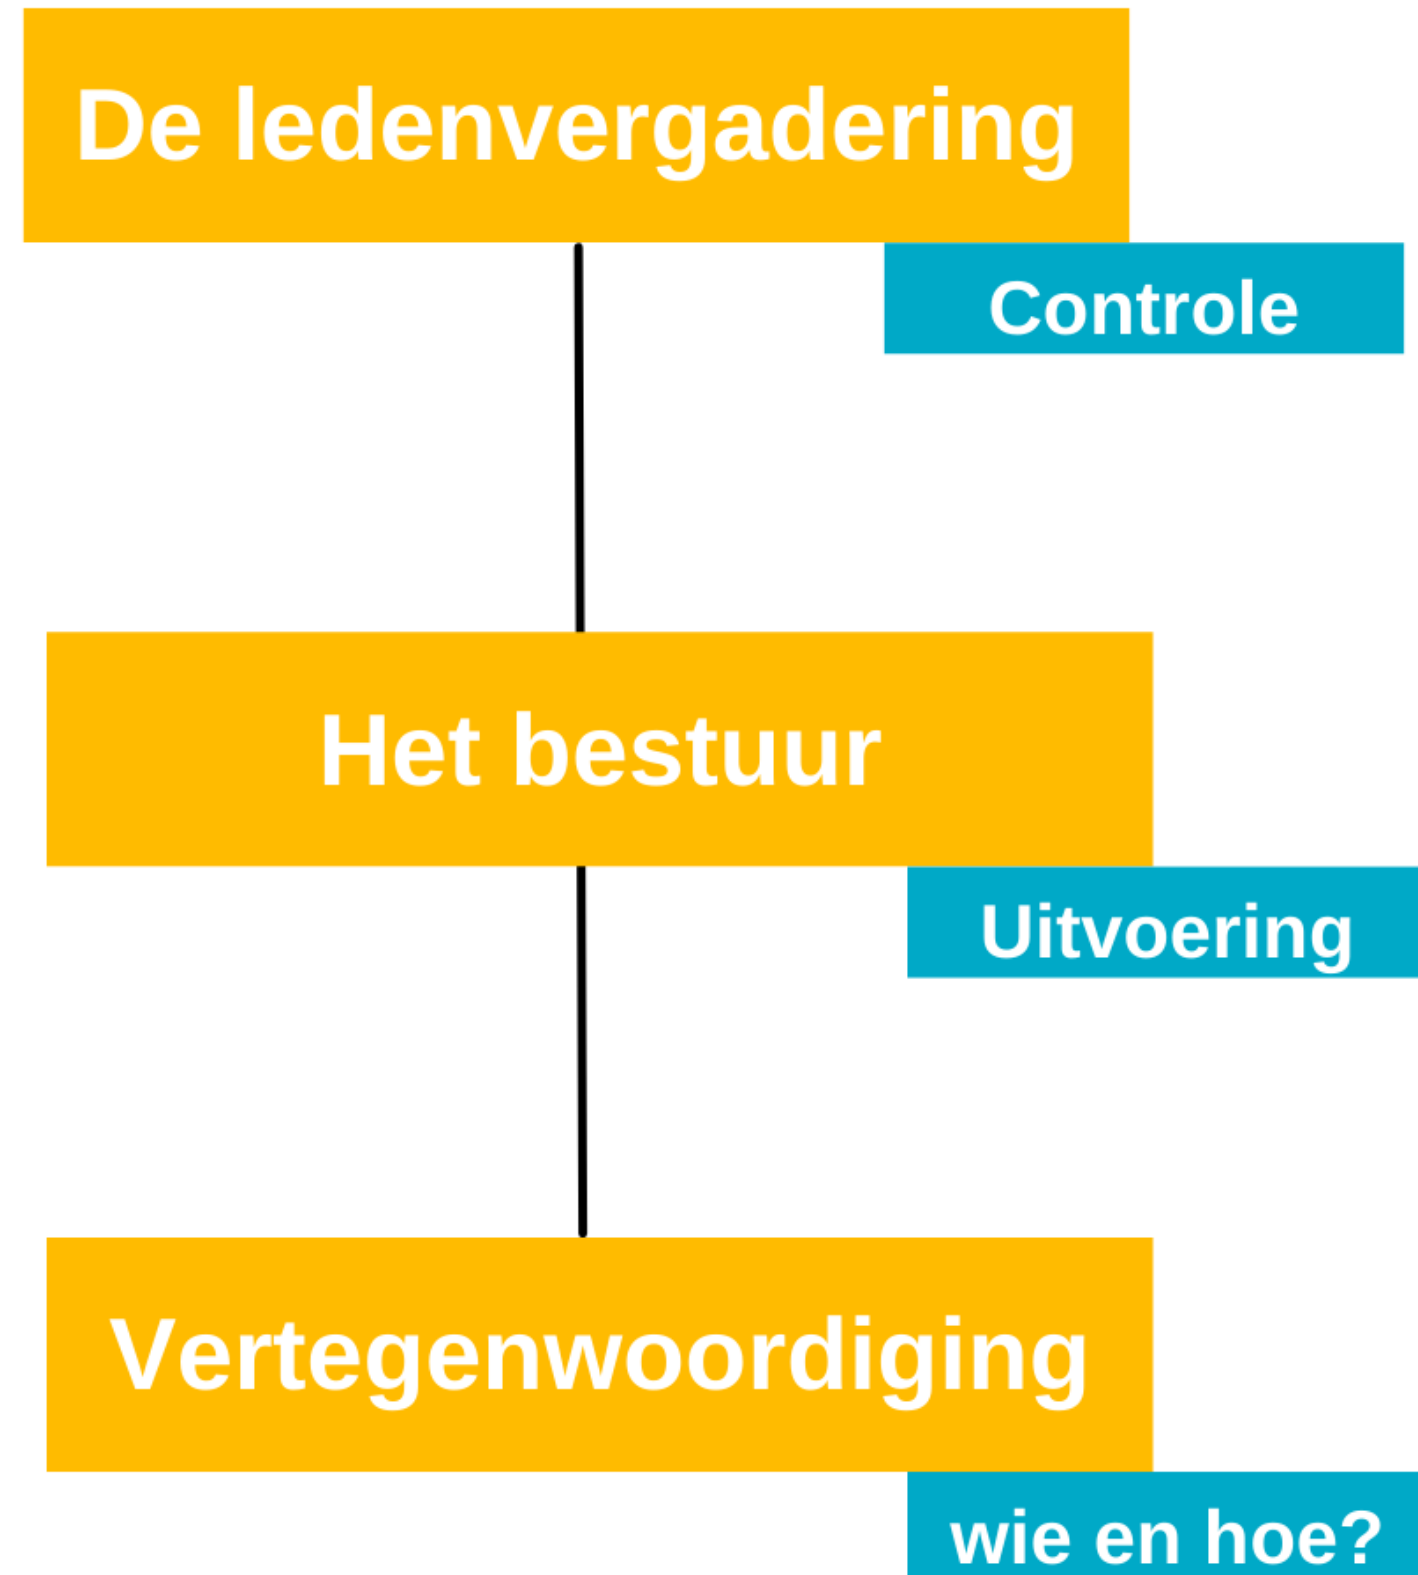 De ledenvergadering
Controle
Het bestuur
Uitvoering
Vertegenwoordiging
wie en hoe?